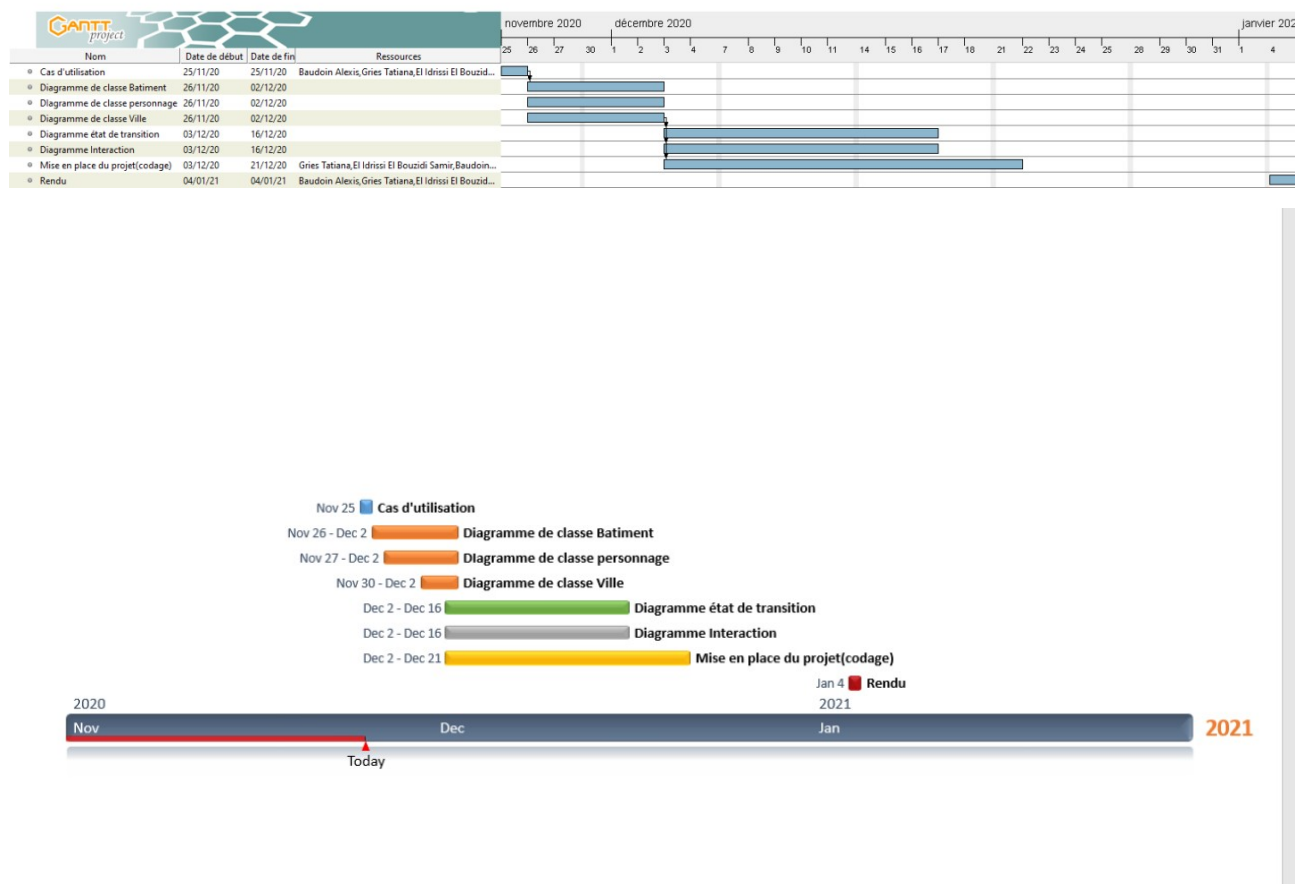 GANTT project
novembre 2020 décembre 2020 janvier 202
25 26 27 30 1 2 3 4 7 8 9 10 11 14 15 16 17 18 21 22 23 24 25 28 29 30 31 1 4
Nom Date de début Date de fin Ressources
Cas d'utilisation 25/11/20 25/11/20 Baudoin Alexis,Gries Tatiana,El Idrissi El Bouzid...
Diagramme de classe Batiment 26/11/20 02/12/20
DIagramme de classe personnage 26/11/20 02/12/20
Diagramme de classe Ville 26/11/20 02/12/20
Diagramme état de transition 03/12/20 16/12/20
Diagramme Interaction 03/12/20 16/12/20
Mise en place du projet(codage) 03/12/20 21/12/20 Gries Tatiana,El Idrissi El Bouzidi Samir,Baudoin...
Rendu 04/01/21 04/01/21 Baudoin Alexis,Gries Tatiana,El Idrissi El Bouzid...
Nov 25 Cas d'utilisation
Nov 26 - Dec 2 Diagramme de classe Batiment
Nov 27 - Dec 2 DIagramme de classe personnage
Nov 30 - Dec 2 Diagramme de classe Ville
Dec 2 - Dec 16 Diagramme état de transition
Dec 2 - Dec 16 Diagramme Interaction
Dec 2 - Dec 21 Mise en place du projet(codage)
Jan 4 Rendu
2020 2021
Nov Dec Jan 2021
Today